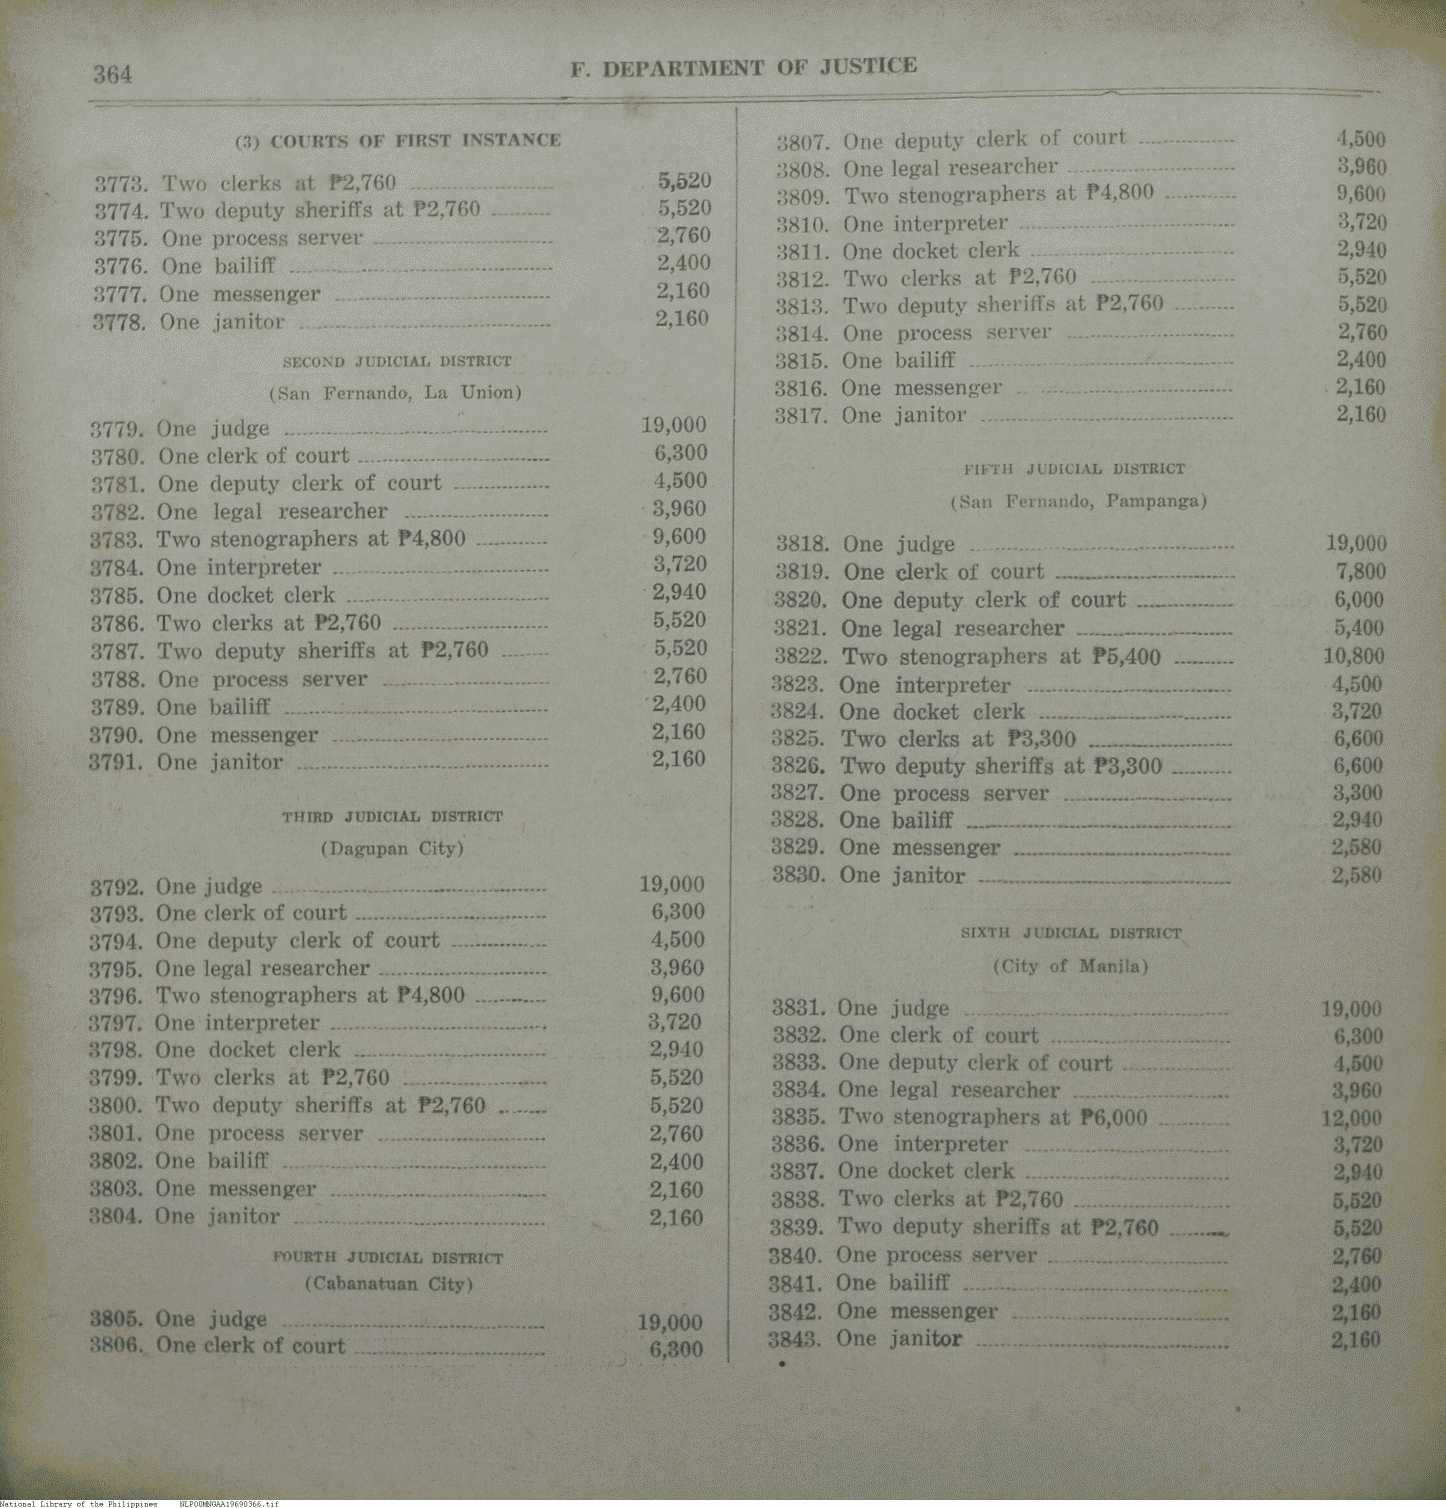 364
F. DEPARTMENT OF JUSTICE
(3) COURTS OF FIRST INSTANCE
3773. Two clerks at ₱2,760 5,520
3774. Two deputy sheriffs at ₱2,760 5,520
3775. One process server 2,760
3776. One bailiff 2,400
3777. One messenger 2,160
3778. One janitor 2,160
SECOND JUDICIAL DISTRICT
(San Fernando, La Union)
3779. One judge 19,000
3780. One clerk of court 6,300
3781. One deputy clerk of court 4,500
3782. One legal researcher 3,960
3783. Two stenographers at ₱4,800 9,600
3784. One interpreter 3,720
3785. One docket clerk 2,940
3786. Two clerks at ₱2,760 5,520
3787. Two deputy sheriffs at ₱2,760 5,520
3788. One process server 2,760
3789. One bailiff 2,400
3790. One messenger 2,160
3791. One janitor 2,160
THIRD JUDICIAL DISTRICT
(Dagupan City)
3792. One judge 19,000
3793. One clerk of court 6,300
3794. One deputy clerk of court 4,500
3795. One legal researcher 3,960
3796. Two stenographers at ₱4,800 9,600
3797. One interpreter 3,720
3798. One docket clerk 2,940
3799. Two clerks at ₱2,760 5,520
3800. Two deputy sheriffs at ₱2,760 5,520
3801. One process server 2,760
3802. One bailiff 2,400
3803. One messenger 2,160
3804. One janitor 2,160
FOURTH JUDICIAL DISTRICT
(Cabanatuan City)
3805. One judge 19,000
3806. One clerk of court 6,300
3807. One deputy clerk of court 4,500
3808. One legal researcher 3,960
3809. Two stenographers at ₱4,800 9,600
3810. One interpreter 3,720
3811. One docket clerk 2,940
3812. Two clerks at ₱2,760 5,520
3813. Two deputy sheriffs at ₱2,760 5,520
3814. One process server 2,760
3815. One bailiff 2,400
3816. One messenger 2,160
3817. One janitor 2,160
FIFTH JUDICIAL DISTRICT
(San Fernando, Pampanga)
3818. One judge 19,000
3819. One clerk of court 7,800
3820. One deputy clerk of court 6,000
3821. One legal researcher 5,400
3822. Two stenographers at ₱5,400 10,800
3823. One interpreter 4,500
3824. One docket clerk 3,720
3825. Two clerks at ₱3,300 6,600
3826. Two deputy sheriffs at ₱3,300 6,600
3827. One process server 3,300
3828. One bailiff 2,940
3829. One messenger 2,580
3830. One janitor 2,580
SIXTH JUDICIAL DISTRICT
(City of Manila)
3831. One judge 19,000
3832. One clerk of court 6,300
3833. One deputy clerk of court 4,500
3834. One legal researcher 3,960
3835. Two stenographers at ₱6,000 12,000
3836. One interpreter 3,720
3837. One docket clerk 2,940
3838. Two clerks at ₱2,760 5,520
3839. Two deputy sheriffs at ₱2,760 5,520
3840. One process server 2,760
3841. One bailiff 2,400
3842. One messenger 2,160
3843. One janitor 2,160
National Library of the Philippines NLPOOMNGAA19690366.tif